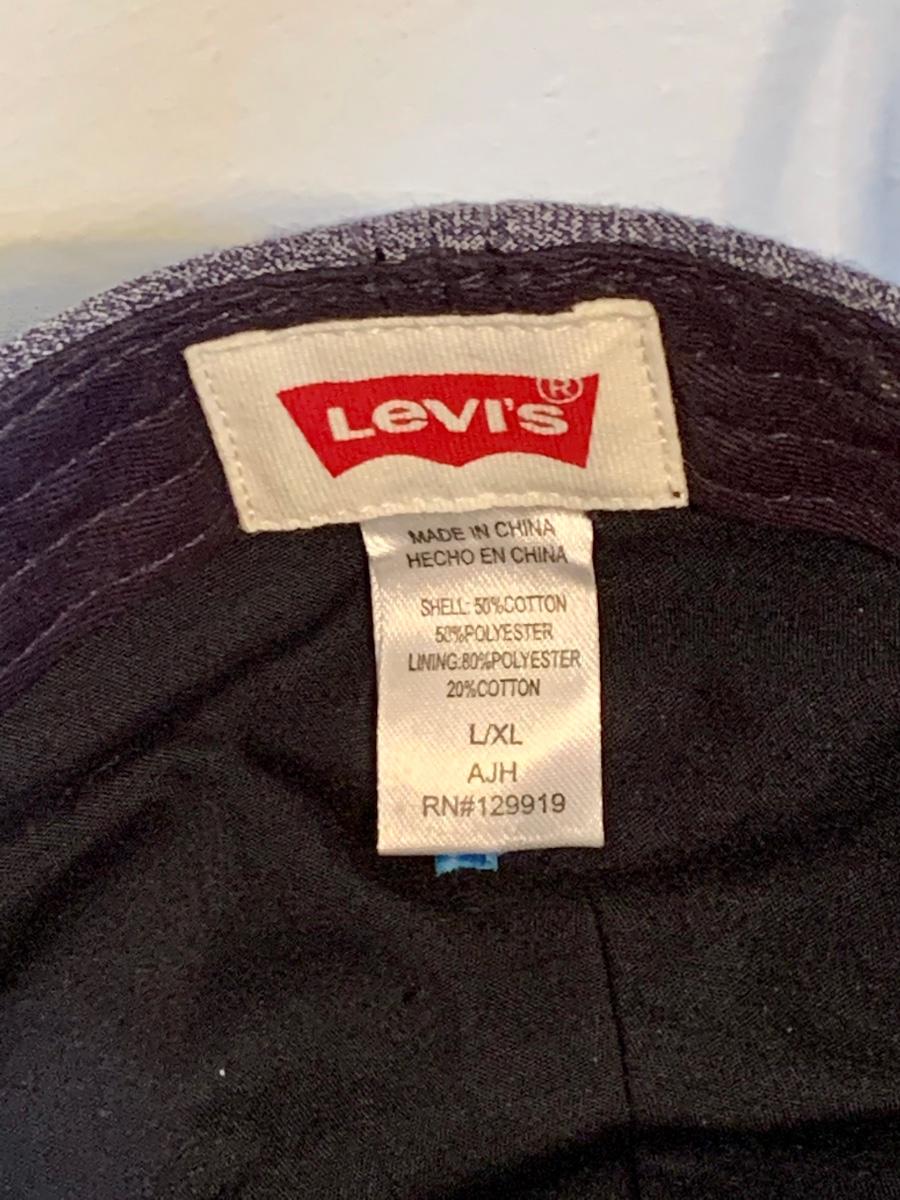 Levi's®
MADE IN CHINA
HECHO EN CHINA
SHELL: 50%COTTON
50%POLYESTER
LINING:80%POLYESTER
20%COTTON
L/XL
AJH
RN#129919